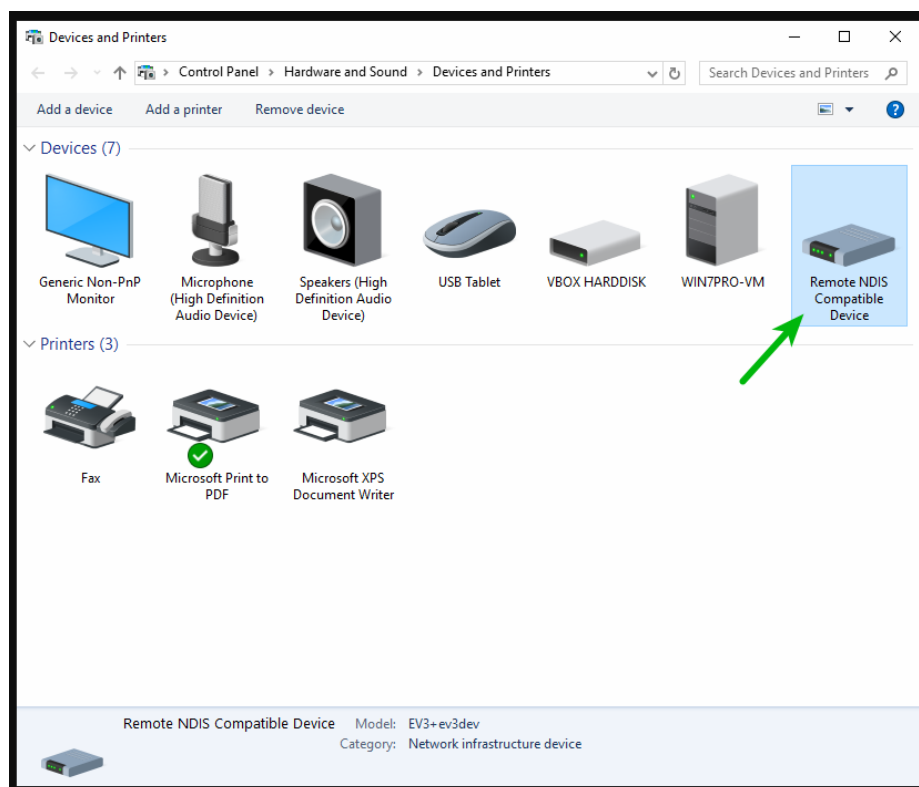 Devices and Printers
Control Panel > Hardware and Sound > Devices and Printers
Search Devices and Printers
Add a device Add a printer Remove device
?
Devices (7)
Generic Non-PnP
Monitor
Microphone
(High Definition
Audio Device)
Speakers (High
Definition Audio
Device)
USB Tablet
VBOX HARDDISK
WIN7PRO-VM
Remote NDIS
Compatible
Device
Printers (3)
Fax
Microsoft Print to
PDF
Microsoft XPS
Document Writer
Remote NDIS Compatible Device Model: EV3+ev3dev
Category: Network infrastructure device